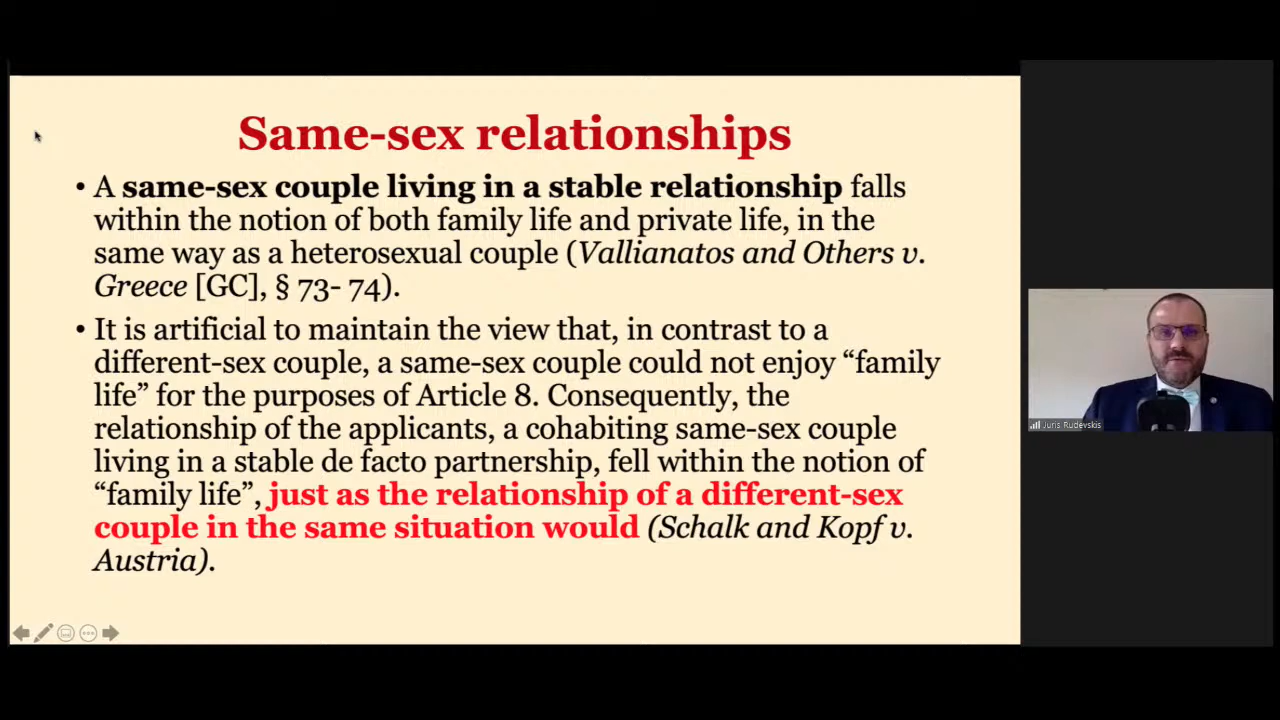 Same-sex relationships
• A same-sex couple living in a stable relationship falls
within the notion of both family life and private life, in the
same way as a heterosexual couple (Vallianatos and Others v.
Greece [GC], § 73- 74).
• It is artificial to maintain the view that, in contrast to a
different-sex couple, a same-sex couple could not enjoy “family
life” for the purposes of Article 8. Consequently, the
relationship of the applicants, a cohabiting same-sex couple
living in a stable de facto partnership, fell within the notion of
“family life”, just as the relationship of a different-sex
couple in the same situation would (Schalk and Kopf v.
Austria).
Juris Rudevskis